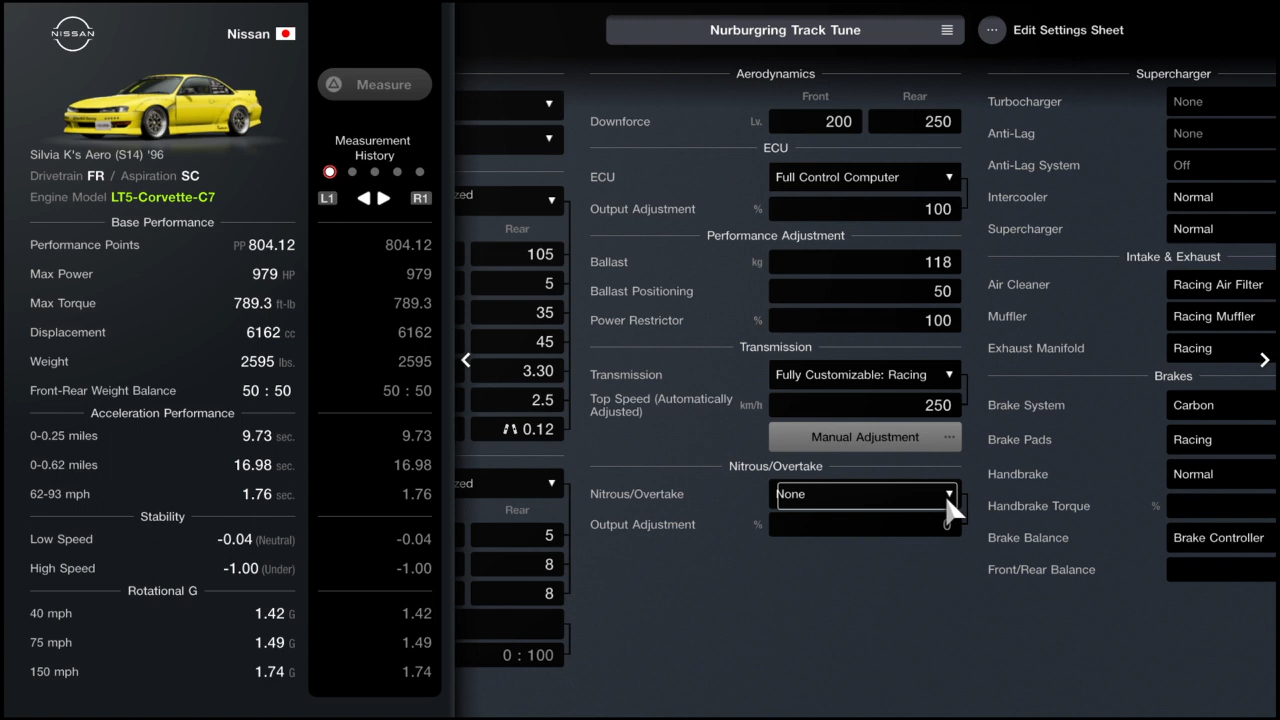 NISSAN
Nissan
Silvia K's Aero (S14) '96
Drivetrain FR / Aspiration SC
Engine Model LT5-Corvette-C7
Base Performance
Performance Points PP 804.12
Max Power 979 HP
Max Torque 789.3 ft-lb
Displacement 6162 cc
Weight 2595 lbs.
Front-Rear Weight Balance 50 : 50
Acceleration Performance
0-0.25 miles 9.73 sec.
0-0.62 miles 16.98 sec.
62-93 mph 1.76 sec.
Stability
Low Speed -0.04 (Neutral)
High Speed -1.00 (Under)
Rotational G
40 mph 1.42 G
75 mph 1.49 G
150 mph 1.74 G
Measure
Measurement
History
L1 R1
804.12
979
789.3
6162
2595
50 : 50
9.73
16.98
1.76
-0.04
-1.00
1.42
1.49
1.74
zed
Rear
105
5
35
45
3.30
2.5
0.12
zed
Rear
5
8
8
0 : 100
Nurburgring Track Tune
Edit Settings Sheet
Aerodynamics
Front Rear
Downforce Lv. 200 250
ECU
ECU Full Control Computer
Output Adjustment % 100
Performance Adjustment
Ballast kg 118
Ballast Positioning 50
Power Restrictor % 100
Transmission
Transmission Fully Customizable: Racing
Top Speed (Automatically
Adjusted) km/h 250
Manual Adjustment
Nitrous/Overtake
Nitrous/Overtake None
Output Adjustment % 0
Supercharger
Turbocharger None
Anti-Lag None
Anti-Lag System Off
Intercooler Normal
Supercharger Normal
Intake & Exhaust
Air Cleaner Racing Air Filter
Muffler Racing Muffler
Exhaust Manifold Racing
Brakes
Brake System Carbon
Brake Pads Racing
Handbrake Normal
Handbrake Torque %
Brake Balance Brake Controller
Front/Rear Balance